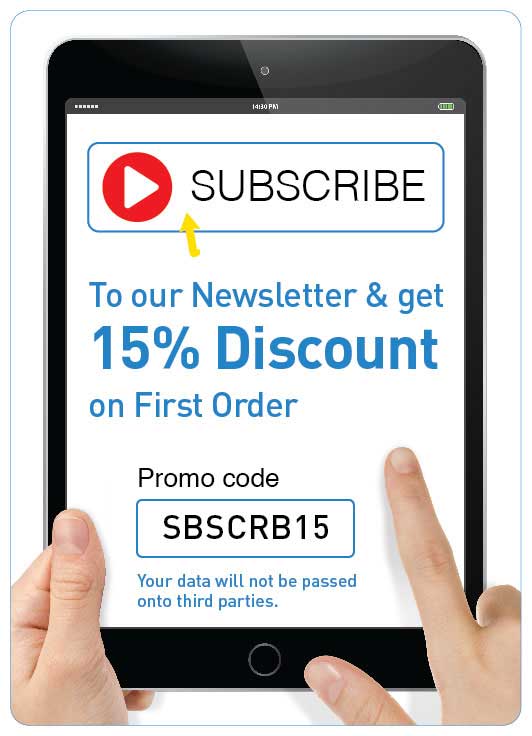 14:30 PM
SUBSCRIBE
To our Newsletter & get
15% Discount
on First Order
Promo code
SBSCRB15
Your data will not be passed
onto third parties.